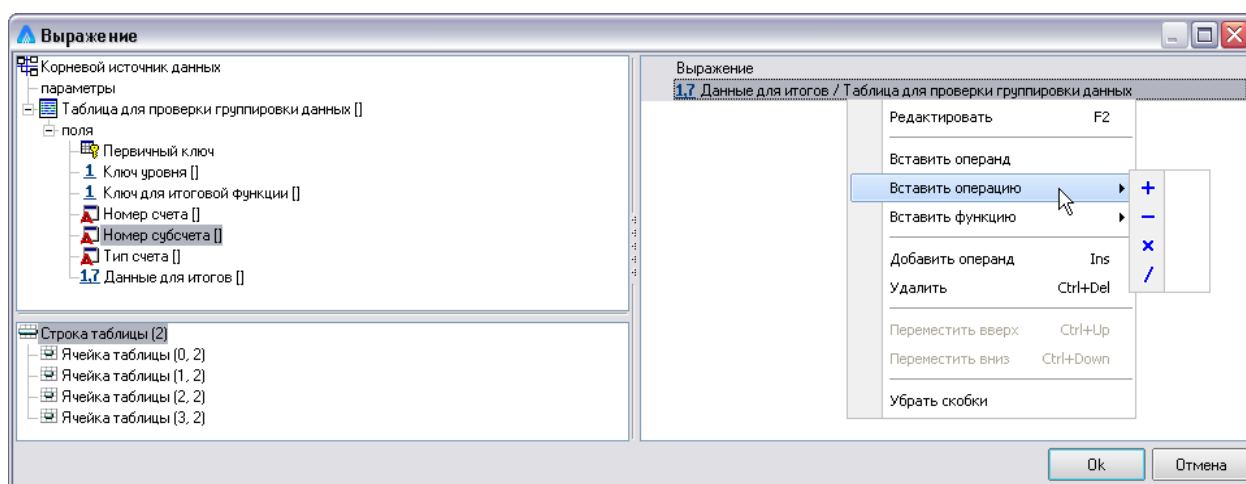 Выражение
Корневой источник данных
параметры
Таблица для проверки группировки данных []
поля
Первичный ключ
1 Ключ уровня []
1 Ключ для итоговой функции []
Номер счета []
Номер субсчета []
Тип счета []
1,7 Данные для итогов []
Строка таблицы (2)
Ячейка таблицы (0, 2)
Ячейка таблицы (1, 2)
Ячейка таблицы (2, 2)
Ячейка таблицы (3, 2)
Выражение
1,7 Данные для итогов / Таблица для проверки группировки данных
Редактировать F2
Вставить операнд
Вставить операцию
Вставить функцию
Добавить операнд Ins
Удалить Ctrl+Del
Переместить вверх Ctrl+Up
Переместить вниз Ctrl+Down
Убрать скобки
+
−
×
/
Ok Отмена